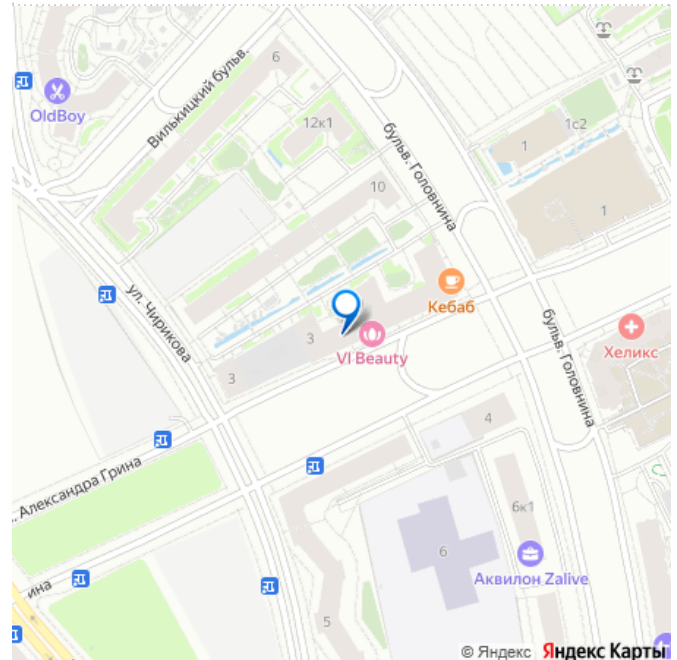 OldBoy
Вилькицкий бульв.
6
12к1
1с2
1
10
бульв. Головнина
1
ул. Чирикова
Кебаб
3
VI Beauty
3
бульв. Головнина
Хеликс
4
. Александра Грина
6к1
ина
6
Аквилон Zalive
5
© Яндекс Яндекс Карты